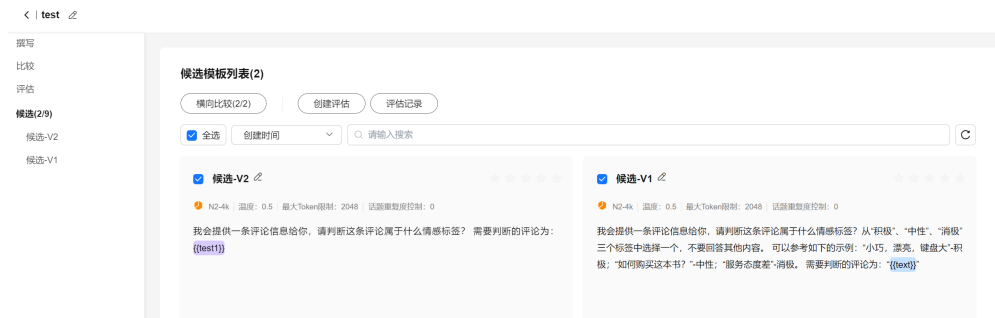 test
撰写
比较
评估
候选(2/9)
候选-V2
候选-V1
候选模板列表(2)
横向比较(2/2)
创建评估
评估记录
全选
创建时间
请输入搜索
候选-V2
N2-4k 温度：0.5 最大Token限制：2048 话题重复度控制：0
我会提供一条评论信息给你，请判断这条评论属于什么情感标签？ 需要判断的评论为：
{{test1}}
候选-V1
N2-4k 温度：0.5 最大Token限制：2048 话题重复度控制：0
我会提供一条评论信息给你，请判断这条评论属于什么情感标签？从“积极”、“中性”、“消极”
三个标签中选择一个，不要回答其他内容。 可以参考如下的示例：“小巧，漂亮，键盘大”-积
极；“如何购买这本书？”-中性；“服务态度差”-消极。 需要判断的评论为：“{{text}}”